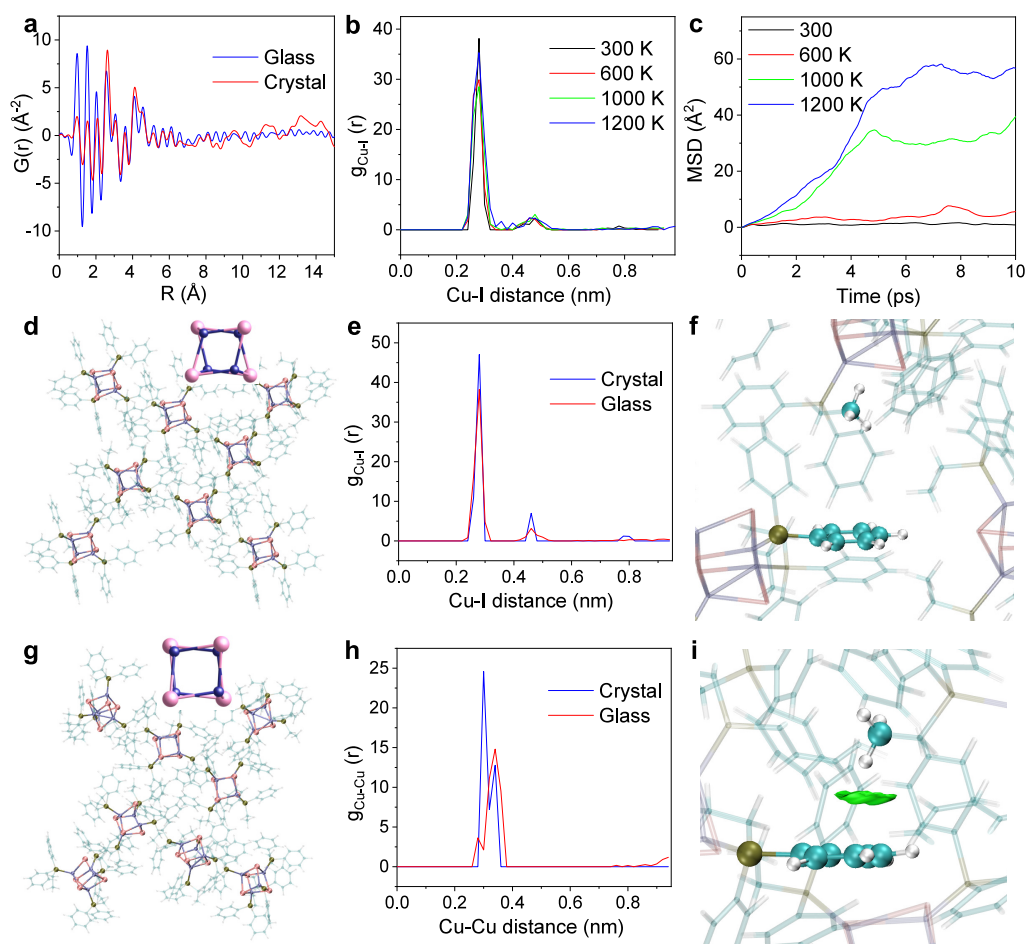 a
10
5
0
-5
-10
G(r) (Å⁻²)
Glass
Crystal
0 2 4 6 8 10 12 14
R (Å)
b
40
30
20
10
0
g_Cu-I (r)
300 K
600 K
1000 K
1200 K
0.0 0.2 0.4 0.6 0.8
Cu-I distance (nm)
c
60
40
20
0
MSD (Å²)
300
600 K
1000 K
1200 K
0 2 4 6 8 10
Time (ps)
d
e
50
40
30
20
10
0
g_Cu-I (r)
Crystal
Glass
0.0 0.2 0.4 0.6 0.8
Cu-I distance (nm)
f
g
h
25
20
15
10
5
0
g_Cu-Cu (r)
Crystal
Glass
0.0 0.2 0.4 0.6 0.8
Cu-Cu distance (nm)
i